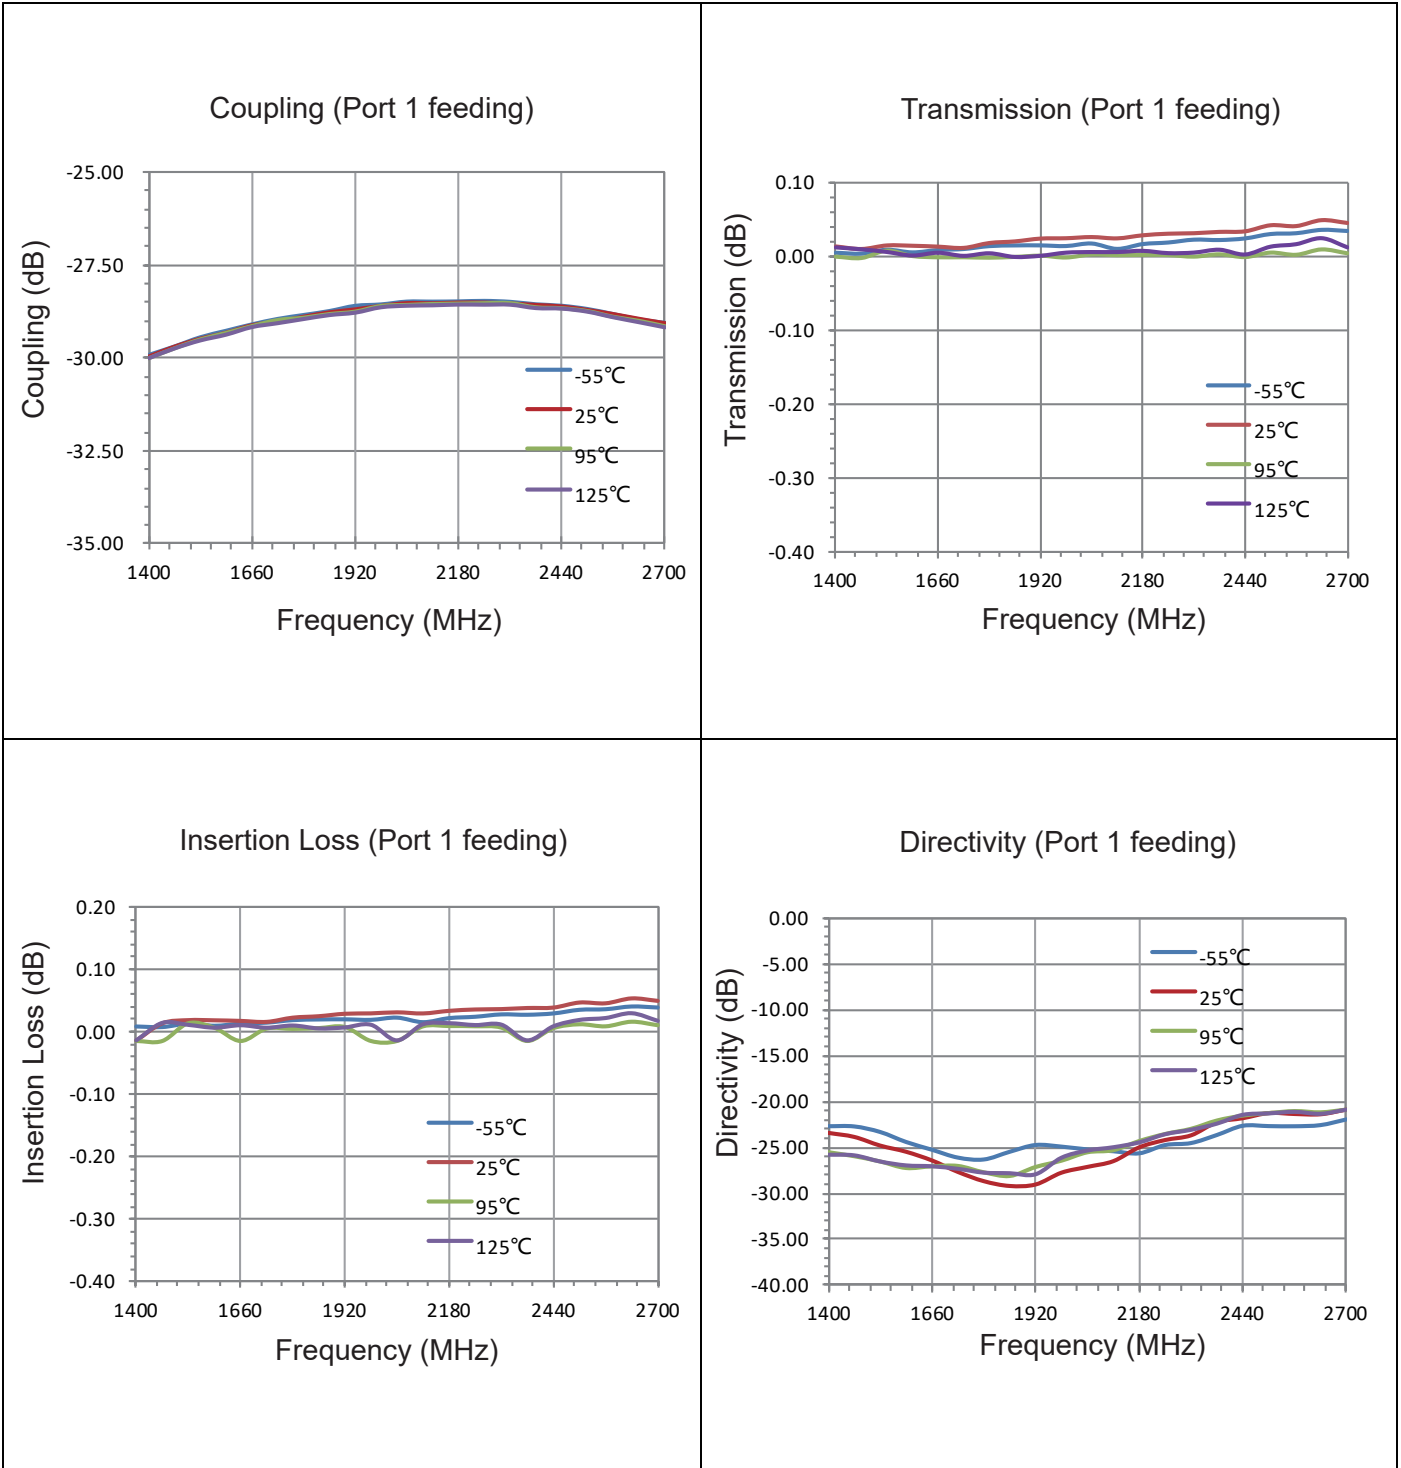 Coupling (Port 1 feeding)
-25.00
-27.50
-30.00
-32.50
-35.00
Coupling (dB)
-55℃
25℃
95℃
125℃
1400 1660 1920 2180 2440 2700
Frequency (MHz)
Transmission (Port 1 feeding)
0.10
0.00
-0.10
-0.20
-0.30
-0.40
Transmission (dB)
-55℃
25℃
95℃
125℃
1400 1660 1920 2180 2440 2700
Frequency (MHz)
Insertion Loss (Port 1 feeding)
0.20
0.10
0.00
-0.10
-0.20
-0.30
-0.40
Insertion Loss (dB)
-55℃
25℃
95℃
125℃
1400 1660 1920 2180 2440 2700
Frequency (MHz)
Directivity (Port 1 feeding)
0.00
-5.00
-10.00
-15.00
-20.00
-25.00
-30.00
-35.00
-40.00
Directivity (dB)
-55℃
25℃
95℃
125℃
1400 1660 1920 2180 2440 2700
Frequency (MHz)